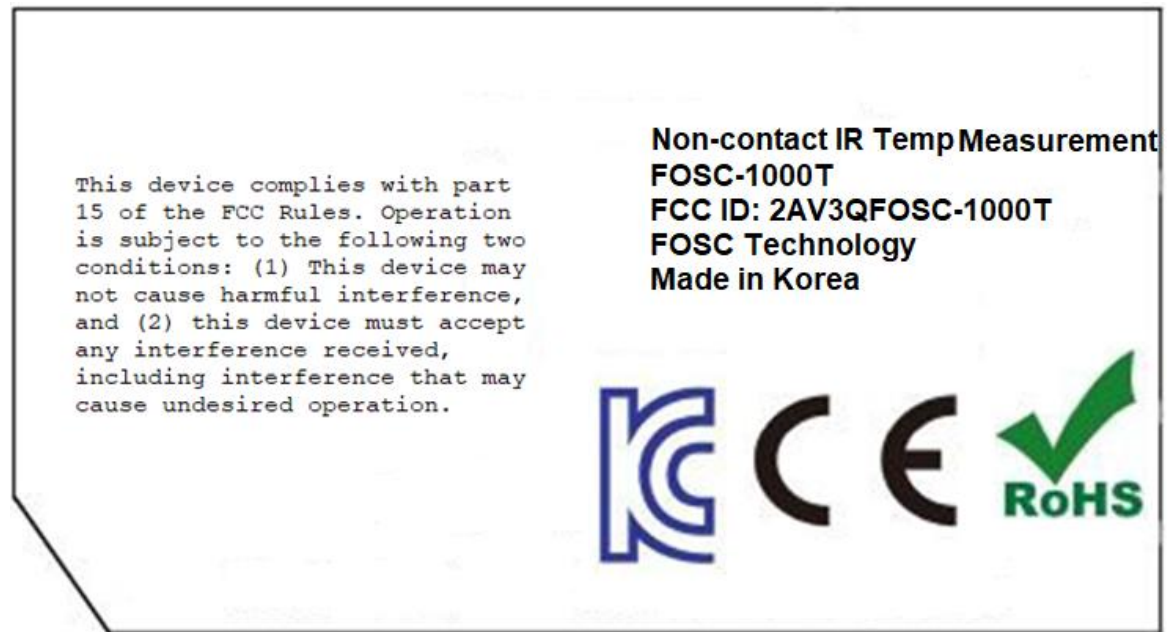 This device complies with part
15 of the FCC Rules. Operation
is subject to the following two
conditions: (1) This device may
not cause harmful interference,
and (2) this device must accept
any interference received,
including interference that may
cause undesired operation.
Non-contact IR Temp Measurement
FOSC-1000T
FCC ID: 2AV3QFOSC-1000T
FOSC Technology
Made in Korea
KC CE
RoHS